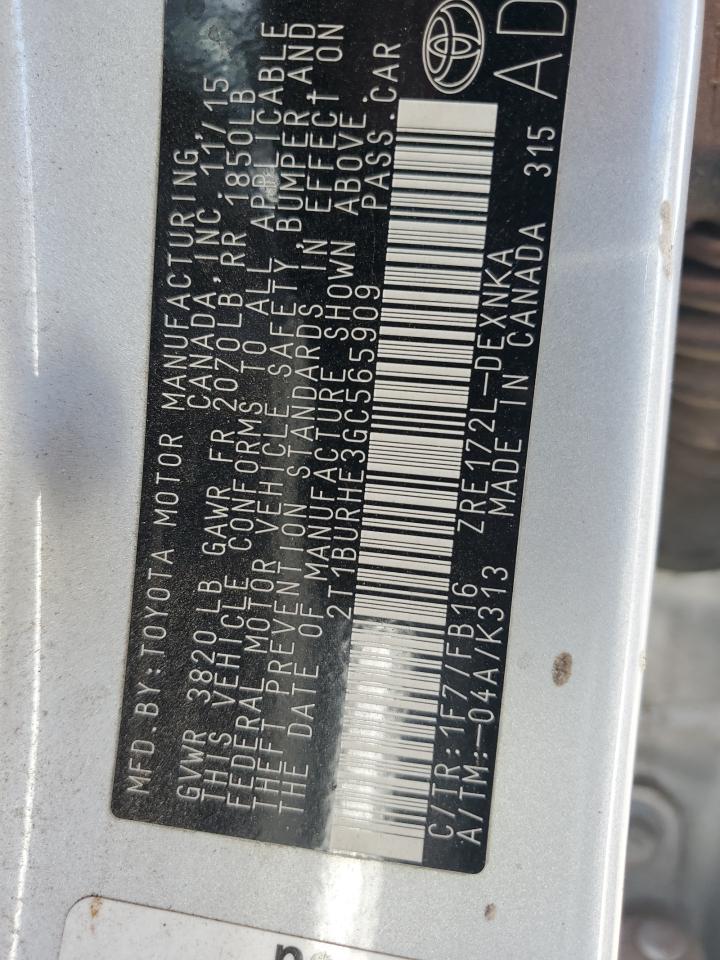 MFD. BY: TOYOTA MOTOR MANUFACTURING,
CANADA, INC. 11/15
GVWR 3820 LB GAWR FR 2070LB RR 1850LB
THIS VEHICLE CONFORMS TO ALL APPLICABLE
FEDERAL MOTOR VEHICLE SAFETY, BUMPER AND
THEFT PREVENTION STANDARDS IN EFFECT ON
THE DATE OF MANUFACTURE SHOWN ABOVE.
2T1BURHE3GC565909 PASS. CAR
C/TR: 1F7/FB16 ZRE172L-DEXNKA
A/TM: -04A/K313 MADE IN CANADA 315
AD